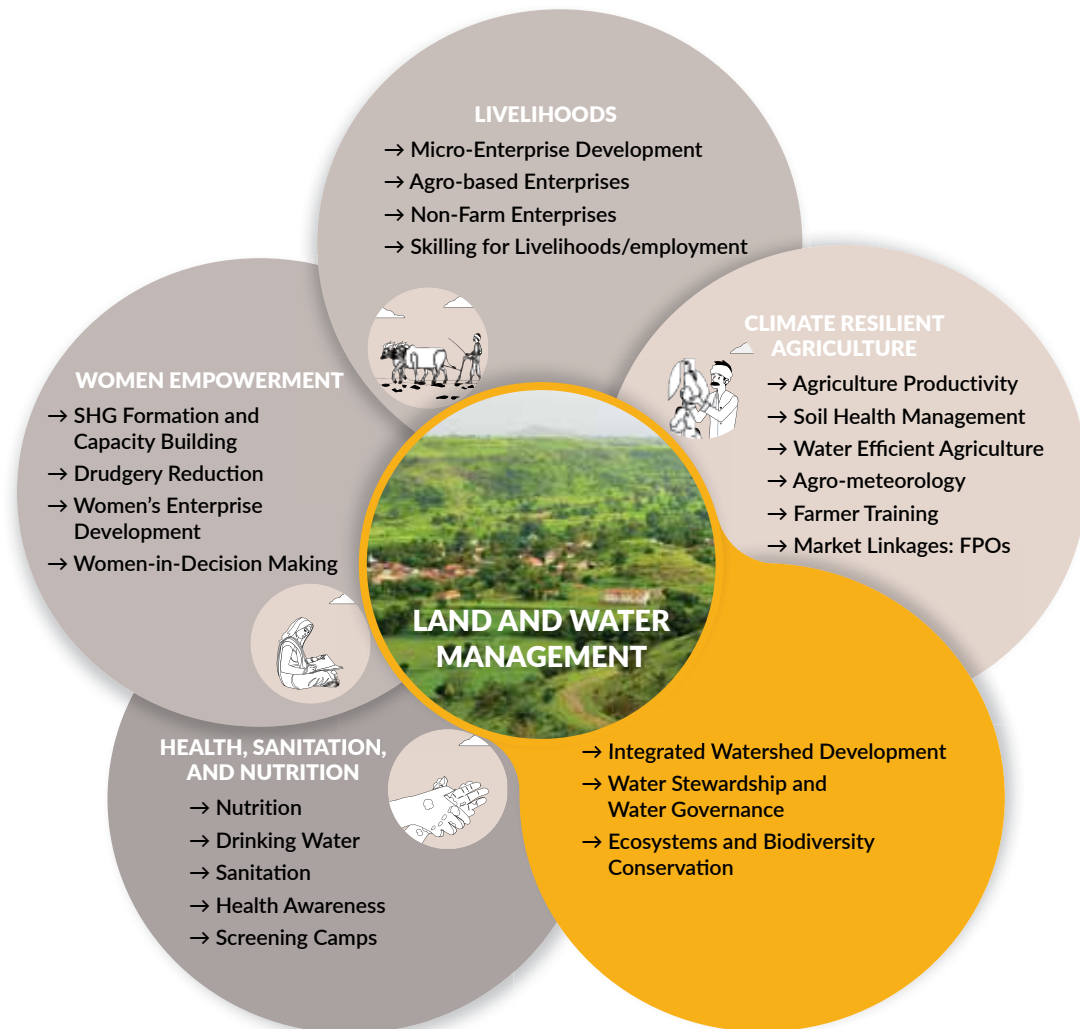 LIVELIHOODS
→ Micro-Enterprise Development
→ Agro-based Enterprises
→ Non-Farm Enterprises
→ Skilling for Livelihoods/employment
CLIMATE RESILIENT
AGRICULTURE
→ Agriculture Productivity
→ Soil Health Management
→ Water Efficient Agriculture
→ Agro-meteorology
→ Farmer Training
→ Market Linkages: FPOs
WOMEN EMPOWERMENT
→ SHG Formation and
Capacity Building
→ Drudgery Reduction
→ Women’s Enterprise
Development
→ Women-in-Decision Making
LAND AND WATER
MANAGEMENT
→ Integrated Watershed Development
→ Water Stewardship and
Water Governance
→ Ecosystems and Biodiversity
Conservation
HEALTH, SANITATION,
AND NUTRITION
→ Nutrition
→ Drinking Water
→ Sanitation
→ Health Awareness
→ Screening Camps